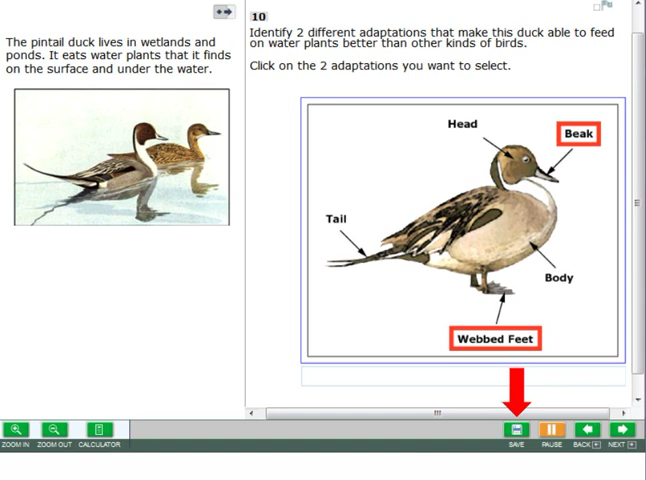 The pintail duck lives in wetlands and
ponds. It eats water plants that it finds
on the surface and under the water.
10
Identify 2 different adaptations that make this duck able to feed
on water plants better than other kinds of birds.
Click on the 2 adaptations you want to select.
Head
Beak
Tail
Body
Webbed Feet
ZOOM IN ZOOM OUT CALCULATOR SAVE PAUSE BACK NEXT